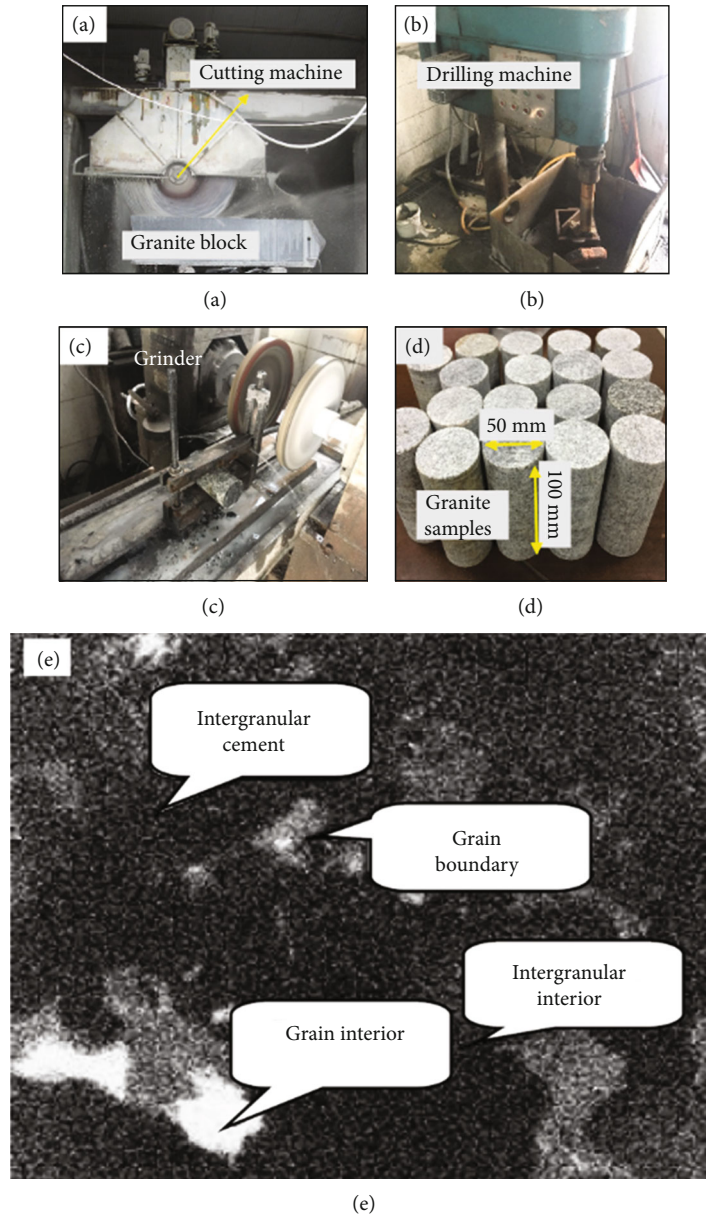 (a)
Cutting machine
Granite block
(a)
(b)
Drilling machine
(b)
(c)
Grinder
(c)
(d)
50 mm
100 mm
Granite
samples
(d)
(e)
Intergranular
cement
Grain
boundary
Intergranular
interior
Grain interior
(e)